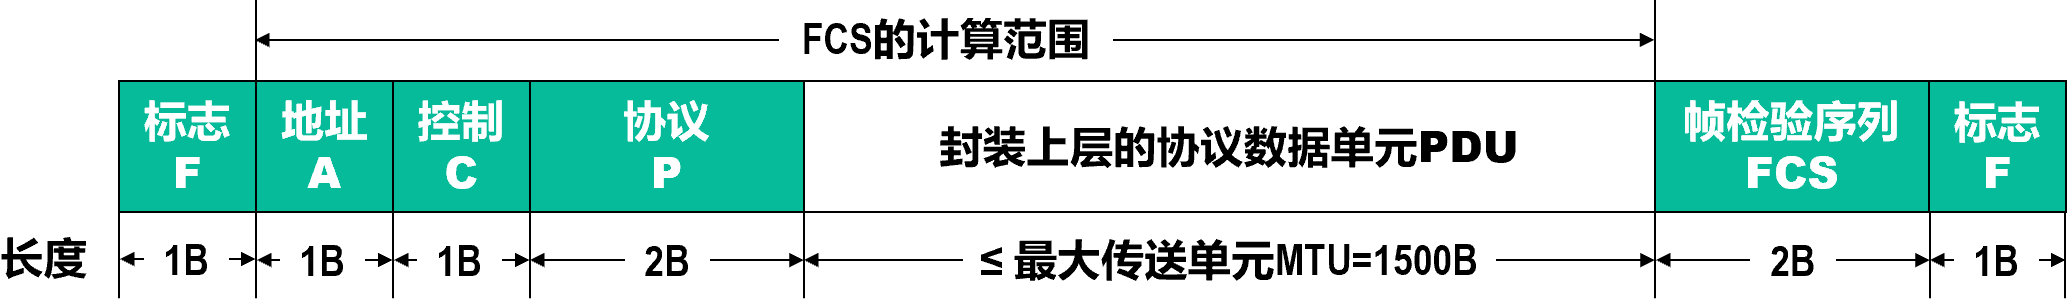 FCS的计算范围
标志 地址 控制 协议 封装上层的协议数据单元PDU 帧检验序列 标志
F A C P FCS F
长度 1B 1B 1B 2B ≤ 最大传送单元MTU=1500B 2B 1B